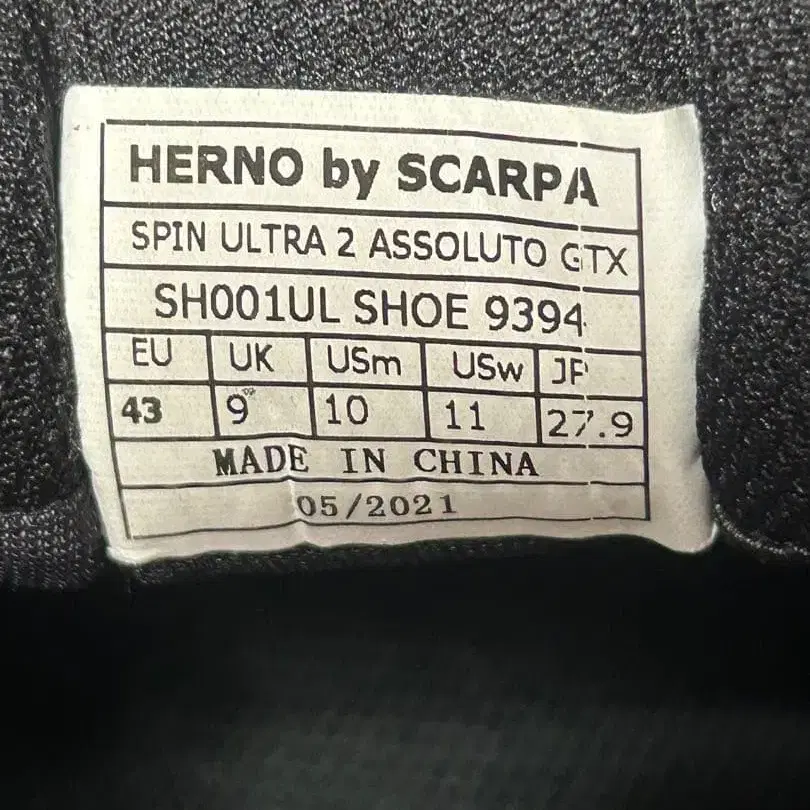 HERNO by SCARPA
SPIN ULTRA 2 ASSOLUTO GTX
SH001UL SHOE 9394
EU UK USm USw JP
43 9 10 11 27.9
MADE IN CHINA
05/2021